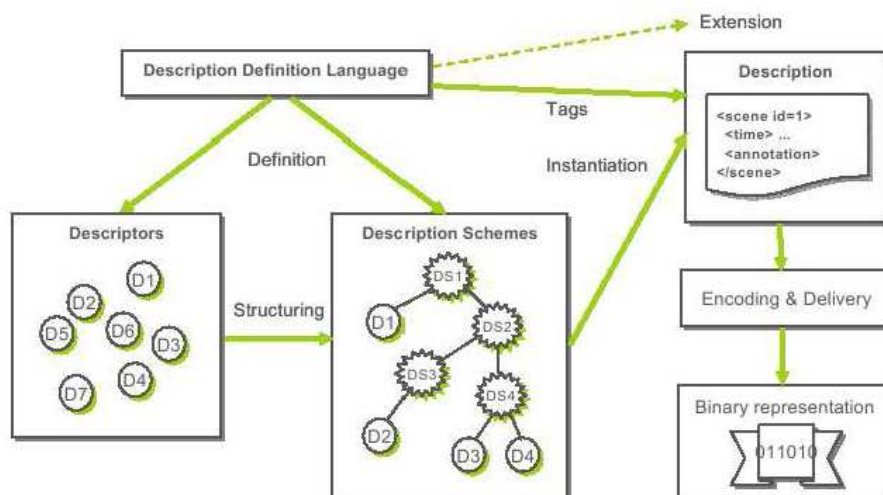 Extension
Description Definition Language
Description
Tags
<scene id=1>
<time> ...
<annotation>
</scene>
Definition
Instantiation
Descriptors
D1
D2
D5
D6
D3
D7
D4
Structuring
Description Schemes
DS1
D1
DS2
DS3
DS4
D2
D3
D4
Encoding & Delivery
Binary representation
011010